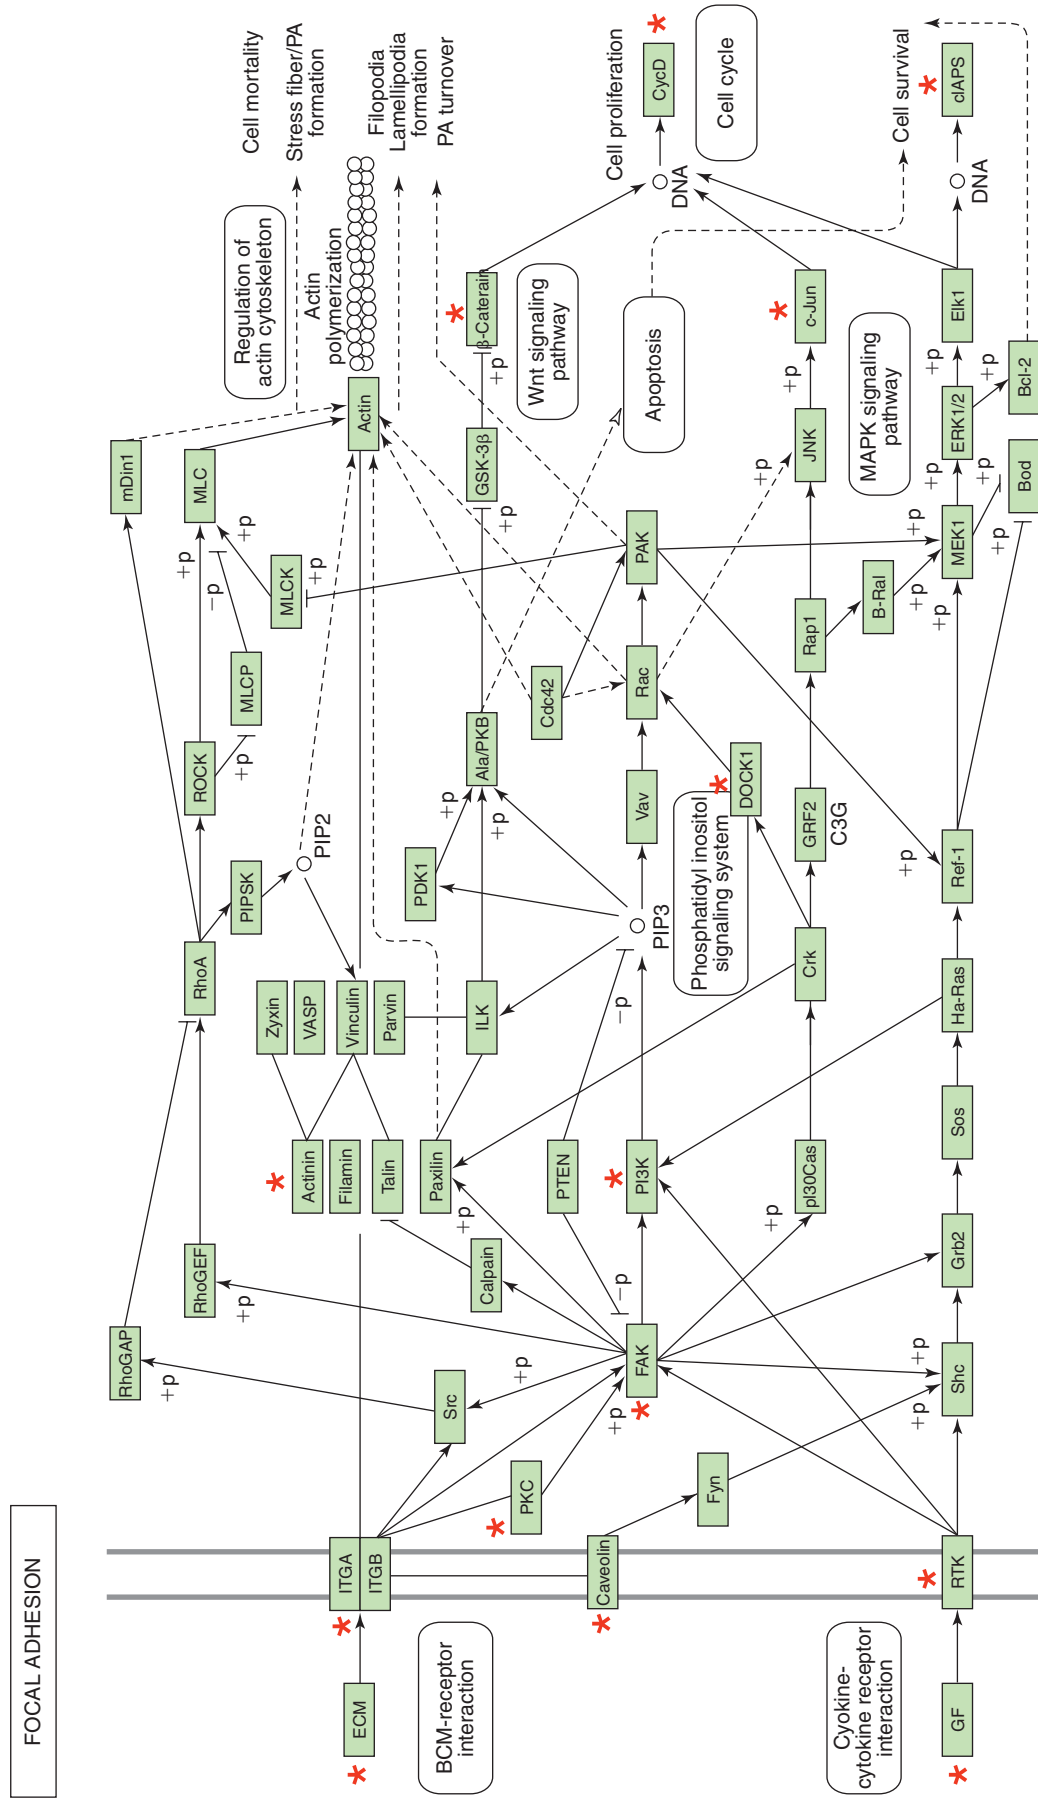 FOCAL ADHESION
ECM
BCM-receptor
interaction
ITGA
ITGB
Caveolin
PKC
Fyn
Src
RhoGAP
+p
RhoGEF
+p
+p
+p
FAK
Calpain
−p
Actinin
Filamin
Talin
Paxilin
+p
PTEN
PI3K
pI30Cas
+p
Zyxin
VASP
Vinculin
Parvin
ILK
−p
PIP3
Phosphatidyl inositol
signaling system
RhoA
PIPSK
PIP2
PDK1
+p
+p
Ala/PKB
ROCK
+p
MLCP
−p
MLCK
+p
+p
+p
MLC
mDin1
Regulation of
actin cytoskeleton
Actin
Actin
polymerization
Cell mortality
Stress fiber/PA
formation
Filopodia
Lamellipodia
formation
PA turnover
GSK-3β
+p
+p
β-Caterain
Wnt signaling
pathway
Apoptosis
Cell proliferation
CycD
DNA
Cell cycle
Cell survival
Vav
Rac
Cdc42
PAK
DOCK1
Crk
GRF2
C3G
Rap1
B-Ral
+p
JNK
+p
+p
c-Jun
MAPK signaling
pathway
Cyokine-
cytokine receptor
interaction
GF
RTK
Shc
+p
+p
Grb2
Sos
Ha-Ras
Ref-1
+p
+p
MEK1
+p
+p
+p
+p
ERK1/2
+p
+p
Elk1
DNA
cIAPS
Bod
Bcl-2